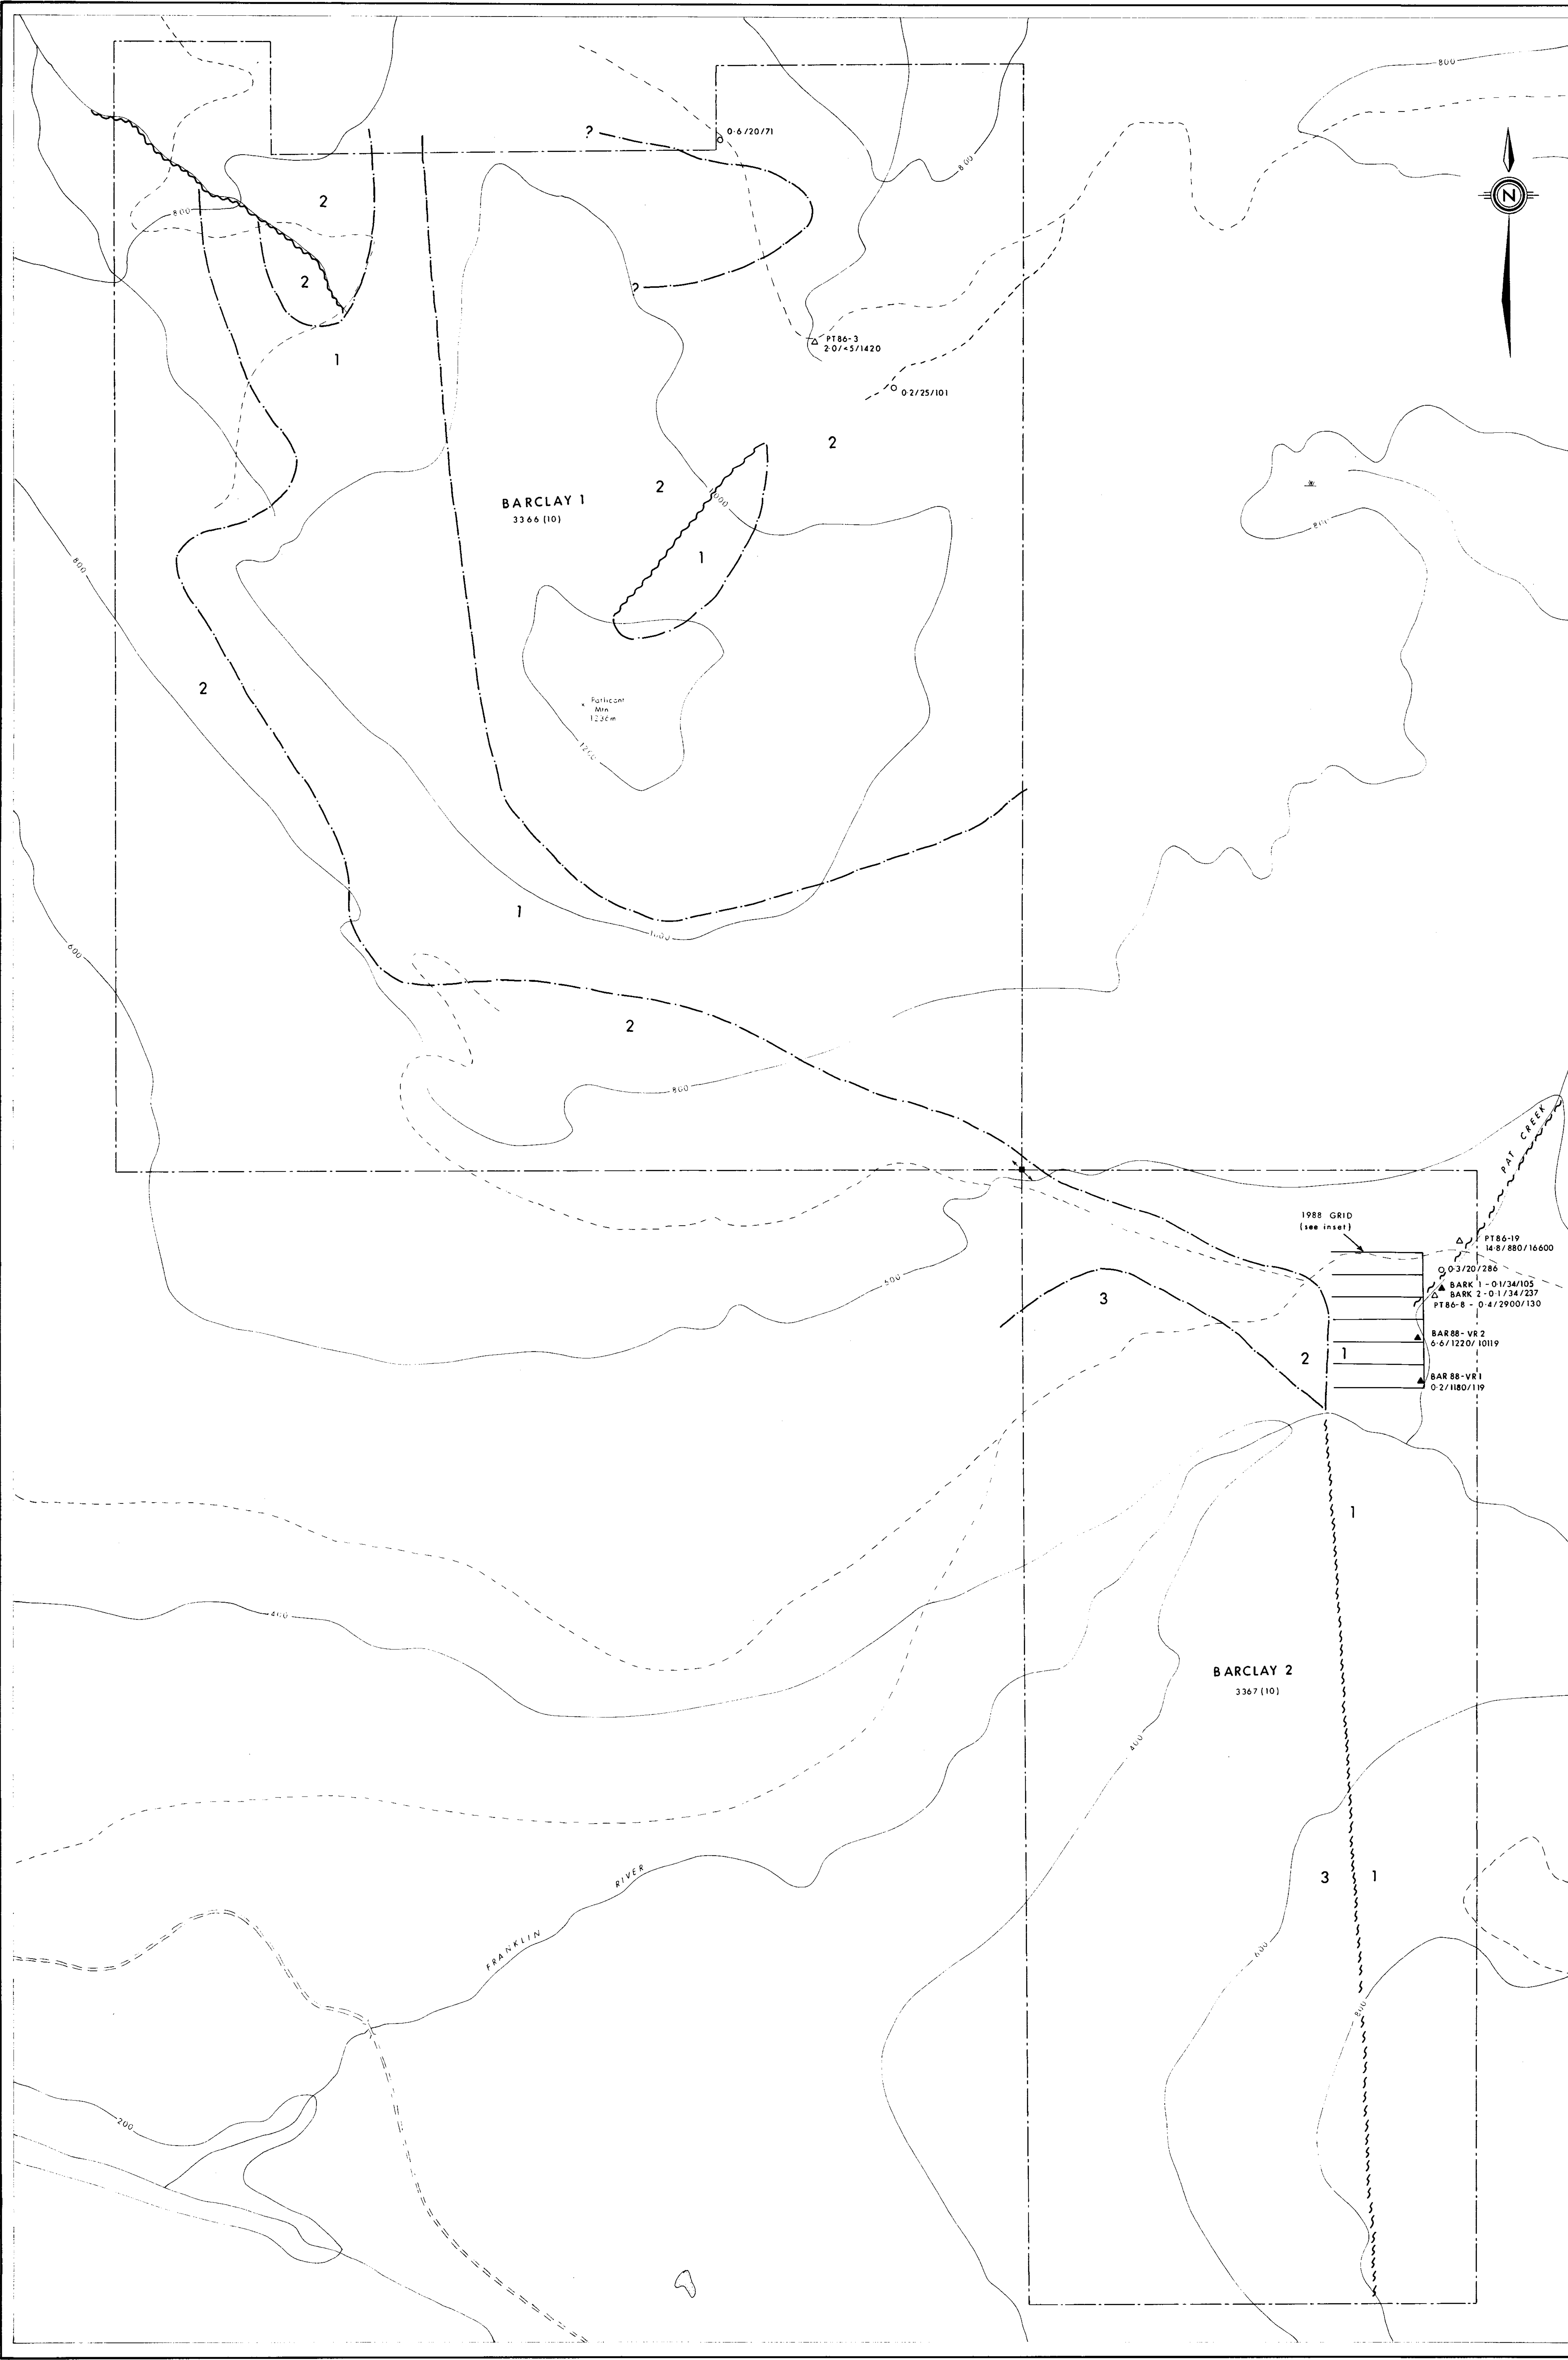 800
0·6/20/71
?
N
800
2
800
2
?
PT86-3
2·0/45/1420
1
0·2/25/101
2
2
BARCLAY 1
3366 (10)
1000
800
1
800
2
Mtn
1236m
1200
1
600
1000
2
800
PAT CREEK
1988 GRID
(see inset)
PT86-19
14·8/880/16600
0·3/20/286
600
BARK 1 - 0·1/34/105
BARK 2 - 0·1/34/237
PT86-8 - 0·4/2900/130
3
BAR88-VR2
6·6/1220/10119
2
1
BAR 88-VR1
0·2/1180/119
1
400
BARCLAY 2
3367 (10)
400
RIVER
3
1
FRANKLIN
600
800
200